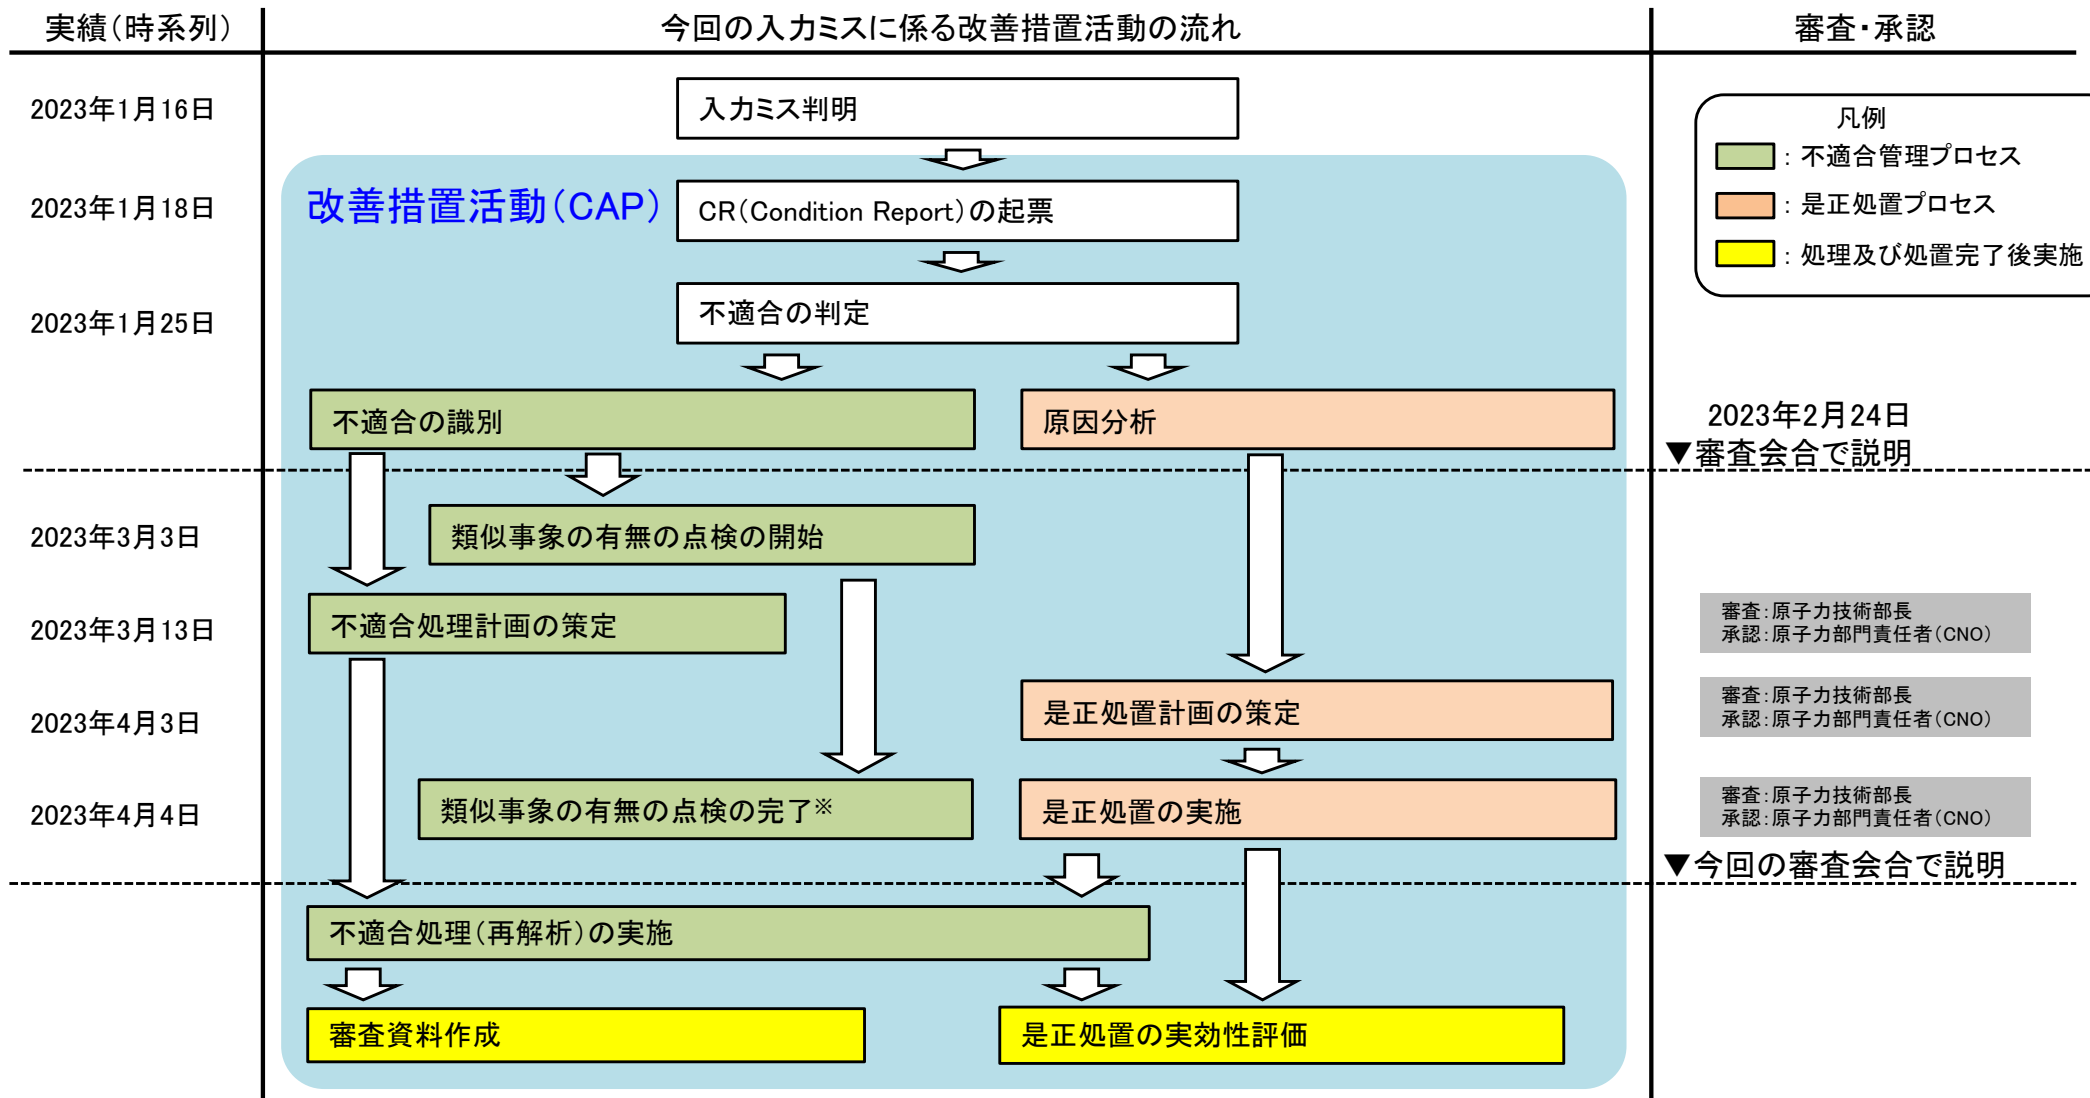 実績（時系列）
今回の入力ミスに係る改善措置活動の流れ
審査・承認
2023年1月16日
入力ミス判明
凡例
：不適合管理プロセス
：是正処置プロセス
：処理及び処置完了後実施
改善措置活動（CAP）
2023年1月18日
CR（Condition Report）の起票
2023年1月25日
不適合の判定
不適合の識別
原因分析
2023年2月24日
▼審査会合で説明
2023年3月3日
類似事象の有無の点検の開始
2023年3月13日
不適合処理計画の策定
審査：原子力技術部長
承認：原子力部門責任者（CNO）
2023年4月3日
是正処置計画の策定
審査：原子力技術部長
承認：原子力部門責任者（CNO）
2023年4月4日
類似事象の有無の点検の完了※
是正処置の実施
審査：原子力技術部長
承認：原子力部門責任者（CNO）
▼今回の審査会合で説明
不適合処理（再解析）の実施
審査資料作成
是正処置の実効性評価